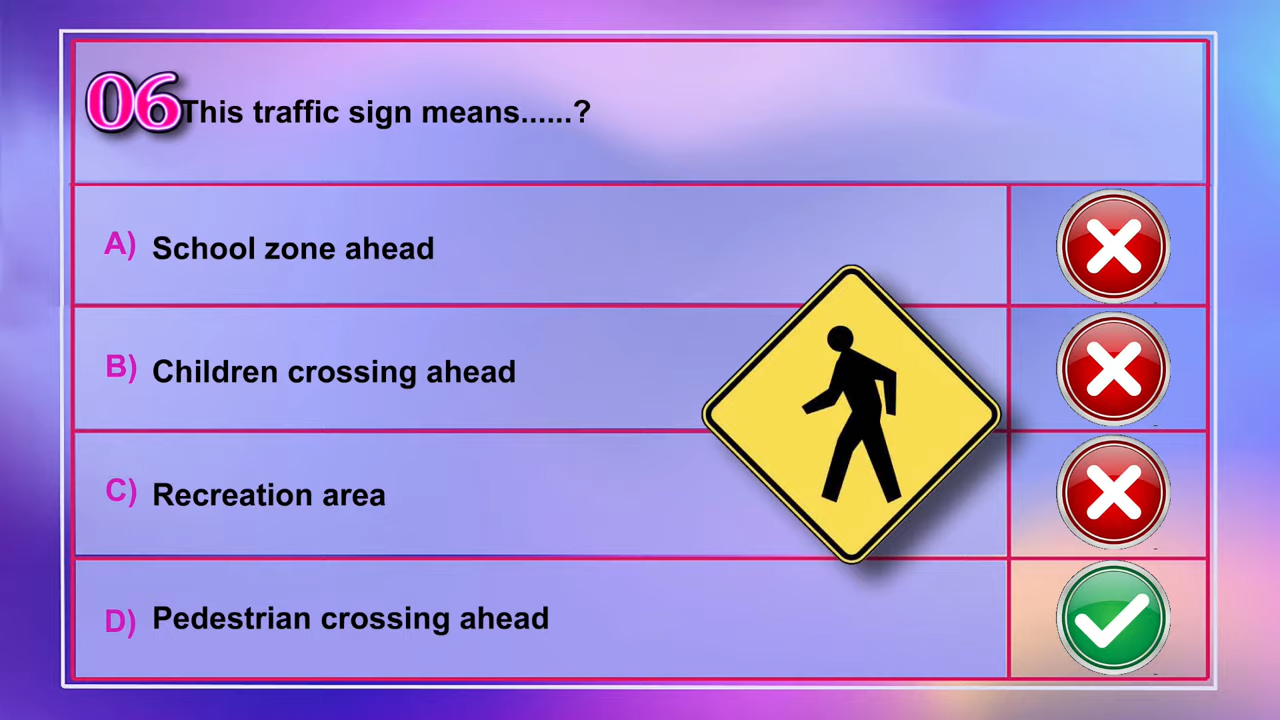 06 This traffic sign means......?
A) School zone ahead
B) Children crossing ahead
C) Recreation area
D) Pedestrian crossing ahead